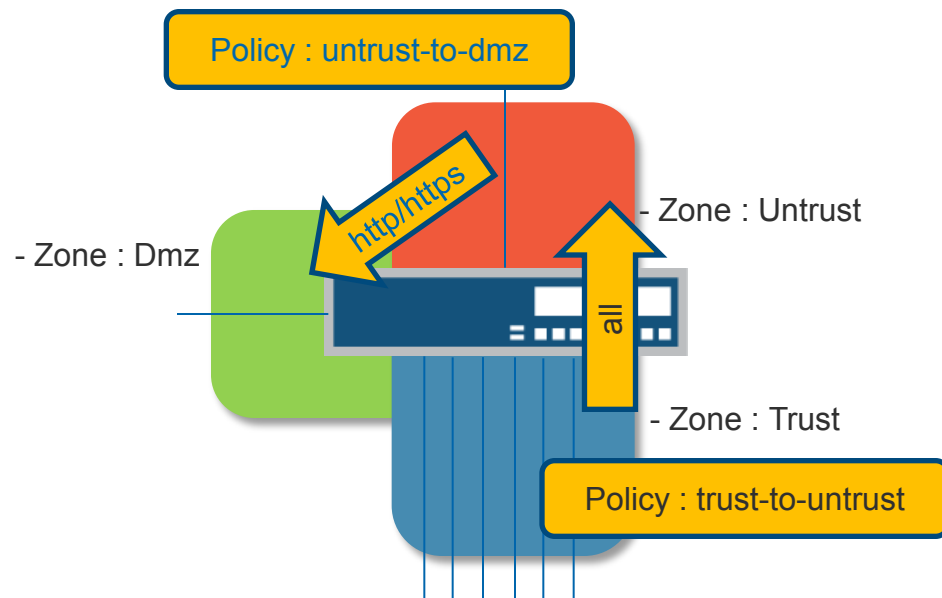 Policy : untrust-to-dmz
http/https
- Zone : Untrust
- Zone : Dmz
all
- Zone : Trust
Policy : trust-to-untrust